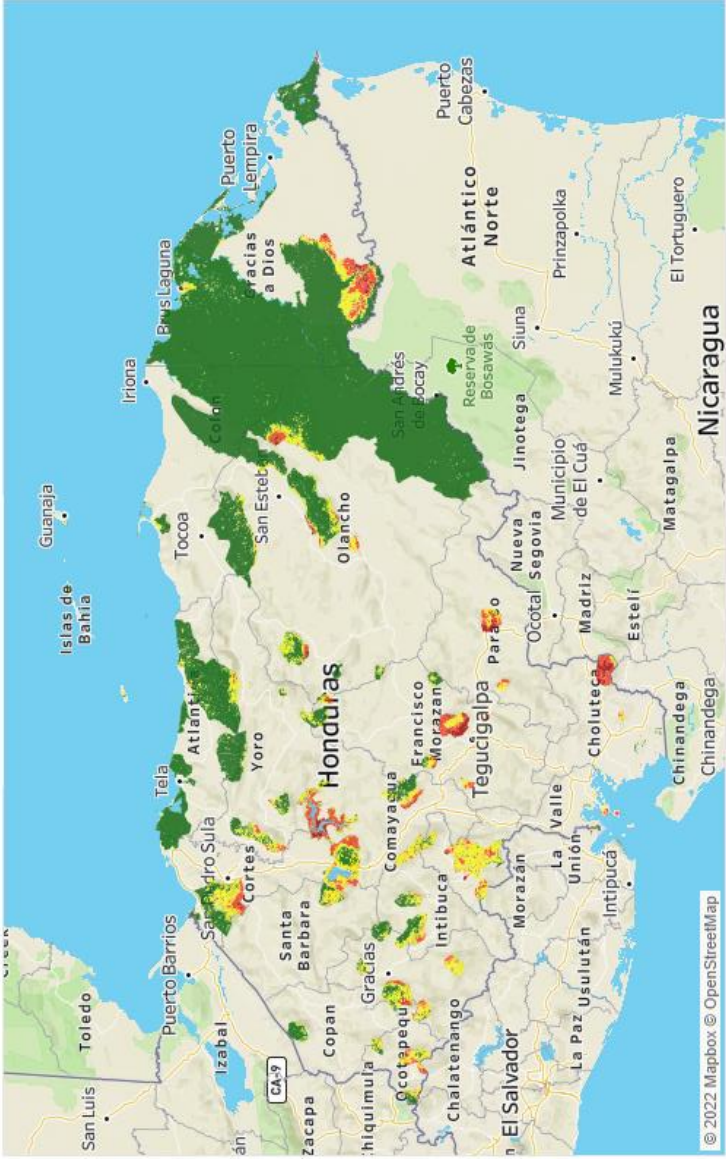 Guanaja
Islas de
Bahia
Toledo
San Luis
Puerto Barrios
Tela
Iriona
Brus Laguna
Puerto
Lempira
Tocoa
Colon
Gracias
a Dios
San Pedro Sula
Izabal
Cortes
Yoro
San Esteban
CA-9
Zacapa
Copan
Santa
Barbara
Honduras
Olancho
Chiquimula
Gracias
Comayagua
Francisco
Morazan
San Andrés
de Bocay
Reserva de
Bosawas
Puerto
Cabezas
Atlántico
Norte
Ocotepeque
Intibuca
Tegucigalpa
Paraiso
Chalatenango
El Salvador
Morazán
La
Unión
Valle
Choluteca
Ocotal
Nueva
Segovia
Jinotega
Siuna
Prinzapolka
Madriz
Municipio
de El Cuá
Mulukukú
La Paz
Usulután
Intipucá
Chinandega
Chinandega
Estelí
Matagalpa
El Tortuguero
Nicaragua
© 2022 Mapbox © OpenStreetMap